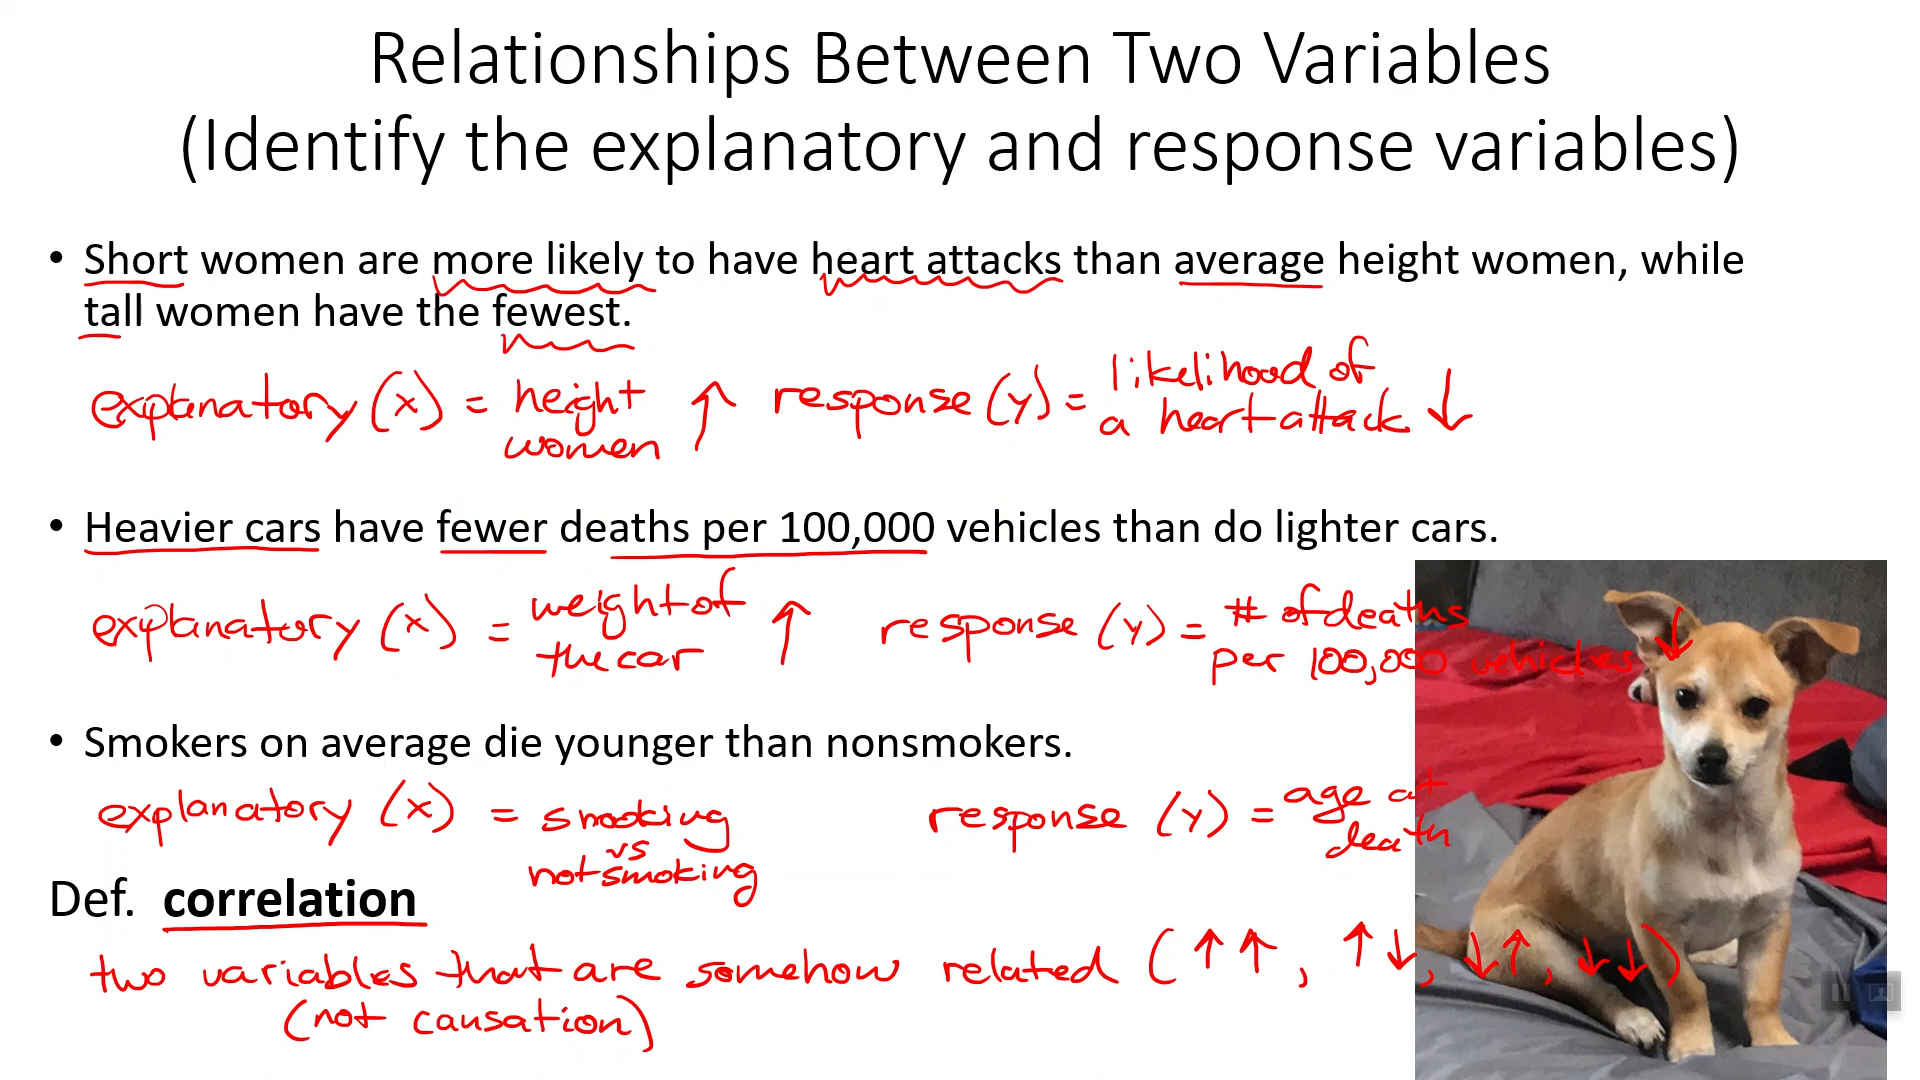 Relationships Between Two Variables
(Identify the explanatory and response variables)
• Short women are more likely to have heart attacks than average height women, while
tall women have the fewest.
explanatory (x) = height women ↑ response (y) = likelihood of a heart attack ↓
• Heavier cars have fewer deaths per 100,000 vehicles than do lighter cars.
explanatory (x) = weight of the car ↑ response (y) = # of deaths per 100,000 vehicles ↓
• Smokers on average die younger than nonsmokers.
explanatory (x) = smoking vs not smoking response (y) = age at death
Def. correlation
two variables that are somehow related (↑↑, ↑↓, ↓↑, ↓↓)
(not causation)